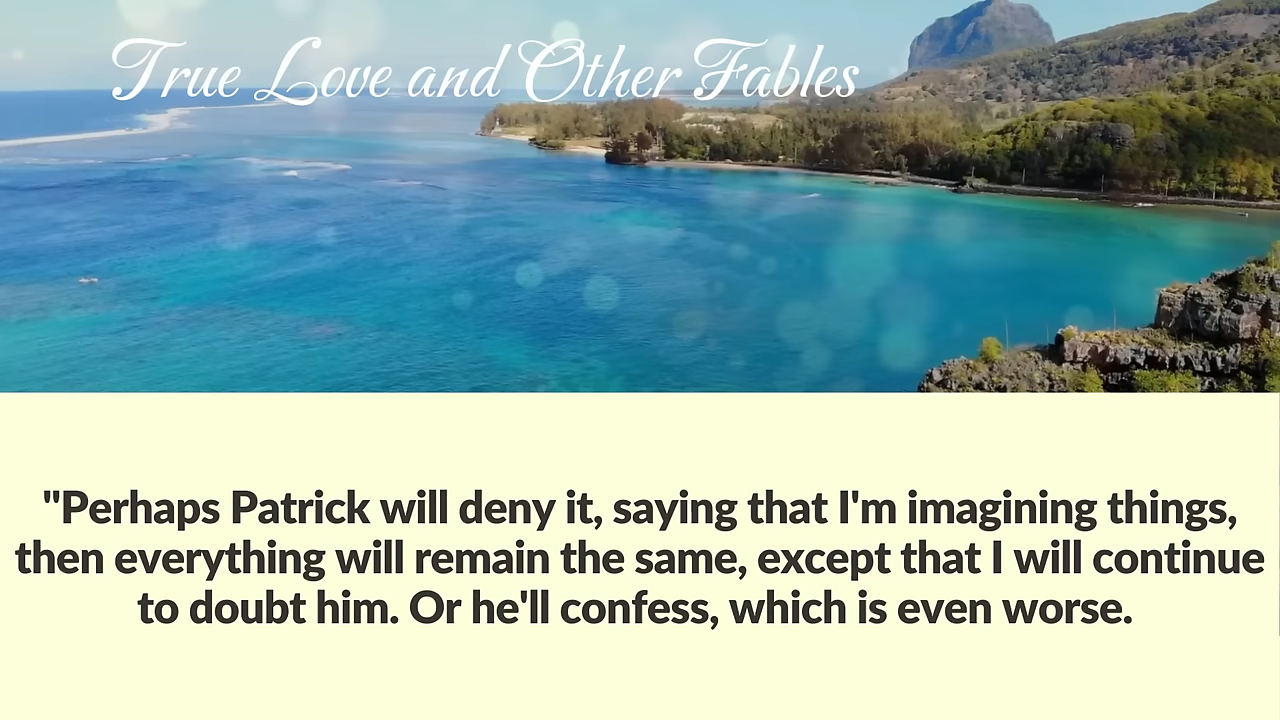 True Love and Other Fables
"Perhaps Patrick will deny it, saying that I'm imagining things,
then everything will remain the same, except that I will continue
to doubt him. Or he'll confess, which is even worse.